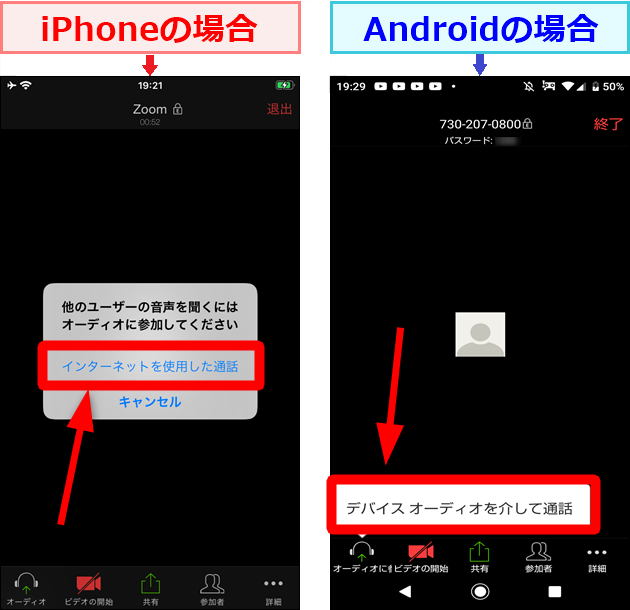 iPhoneの場合
19:21
Zoom
退出
00:52
他のユーザーの音声を聞くには
オーディオに参加してください
インターネットを使用した通話
キャンセル
オーディオ
ビデオの開始
共有
参加者
詳細
Androidの場合
19:29
50%
730-207-0800
終了
パスワード:
デバイス オーディオを介して通話
オーディオに
ビデオの開始
共有
参加者
詳細